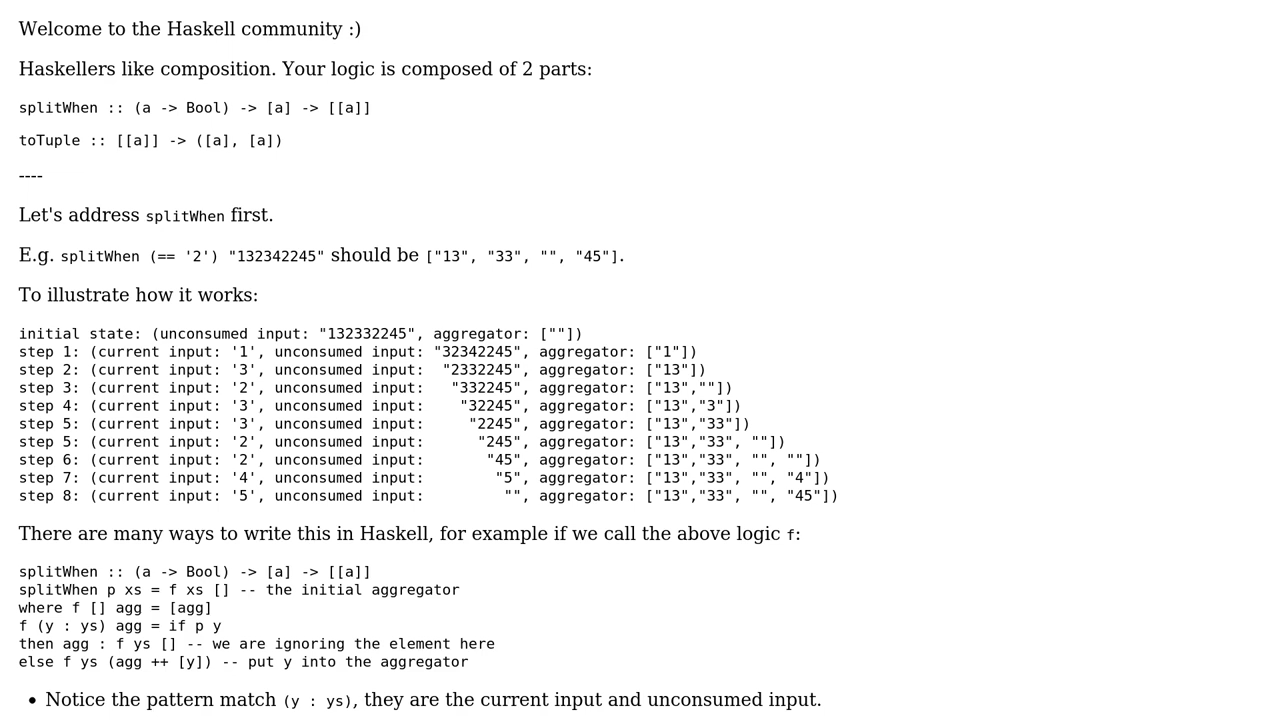 Welcome to the Haskell community :)
Haskellers like composition. Your logic is composed of 2 parts:
splitWhen :: (a -> Bool) -> [a] -> [[a]]
toTuple :: [[a]] -> ([a], [a])
----
Let's address splitWhen first.
E.g. splitWhen (== '2') "132342245" should be ["13", "33", "", "45"].
To illustrate how it works:
initial state: (unconsumed input: "132332245", aggregator: [""])
step 1: (current input: '1', unconsumed input: "32342245", aggregator: ["1"])
step 2: (current input: '3', unconsumed input:  "2332245", aggregator: ["13"])
step 3: (current input: '2', unconsumed input:   "332245", aggregator: ["13",""])
step 4: (current input: '3', unconsumed input:    "32245", aggregator: ["13","3"])
step 5: (current input: '3', unconsumed input:     "2245", aggregator: ["13","33"])
step 5: (current input: '2', unconsumed input:      "245", aggregator: ["13","33", ""])
step 6: (current input: '2', unconsumed input:       "45", aggregator: ["13","33", "", ""])
step 7: (current input: '4', unconsumed input:        "5", aggregator: ["13","33", "", "4"])
step 8: (current input: '5', unconsumed input:         "", aggregator: ["13","33", "", "45"])
There are many ways to write this in Haskell, for example if we call the above logic f:
splitWhen :: (a -> Bool) -> [a] -> [[a]]
splitWhen p xs = f xs [] -- the initial aggregator
where f [] agg = [agg]
f (y : ys) agg = if p y
then agg : f ys [] -- we are ignoring the element here
else f ys (agg ++ [y]) -- put y into the aggregator
• Notice the pattern match (y : ys), they are the current input and unconsumed input.